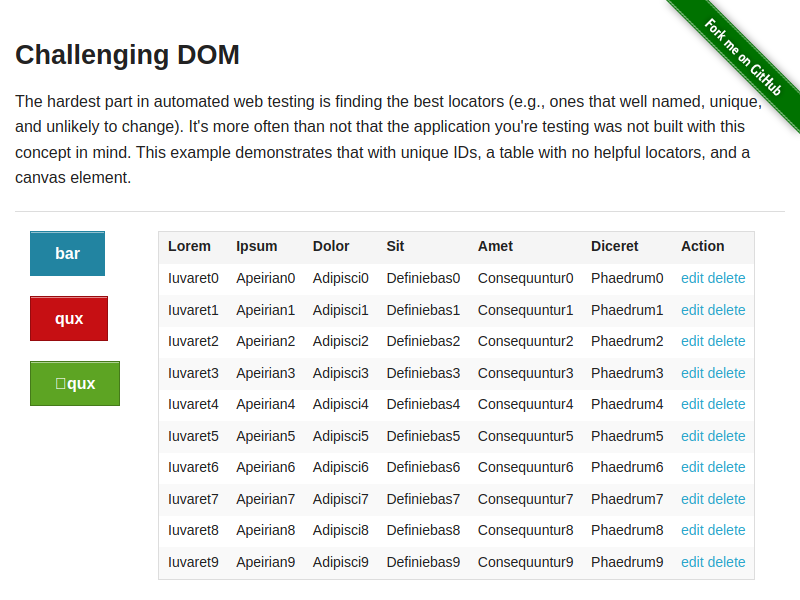 Fork me on GitHub
Challenging DOM
The hardest part in automated web testing is finding the best locators (e.g., ones that well named, unique,
and unlikely to change). It's more often than not that the application you're testing was not built with this
concept in mind. This example demonstrates that with unique IDs, a table with no helpful locators, and a
canvas element.
bar
qux
qux
Lorem Ipsum Dolor Sit Amet Diceret Action
Iuvaret0 Apeirian0 Adipisci0 Definiebas0 Consequuntur0 Phaedrum0 edit delete
Iuvaret1 Apeirian1 Adipisci1 Definiebas1 Consequuntur1 Phaedrum1 edit delete
Iuvaret2 Apeirian2 Adipisci2 Definiebas2 Consequuntur2 Phaedrum2 edit delete
Iuvaret3 Apeirian3 Adipisci3 Definiebas3 Consequuntur3 Phaedrum3 edit delete
Iuvaret4 Apeirian4 Adipisci4 Definiebas4 Consequuntur4 Phaedrum4 edit delete
Iuvaret5 Apeirian5 Adipisci5 Definiebas5 Consequuntur5 Phaedrum5 edit delete
Iuvaret6 Apeirian6 Adipisci6 Definiebas6 Consequuntur6 Phaedrum6 edit delete
Iuvaret7 Apeirian7 Adipisci7 Definiebas7 Consequuntur7 Phaedrum7 edit delete
Iuvaret8 Apeirian8 Adipisci8 Definiebas8 Consequuntur8 Phaedrum8 edit delete
Iuvaret9 Apeirian9 Adipisci9 Definiebas9 Consequuntur9 Phaedrum9 edit delete